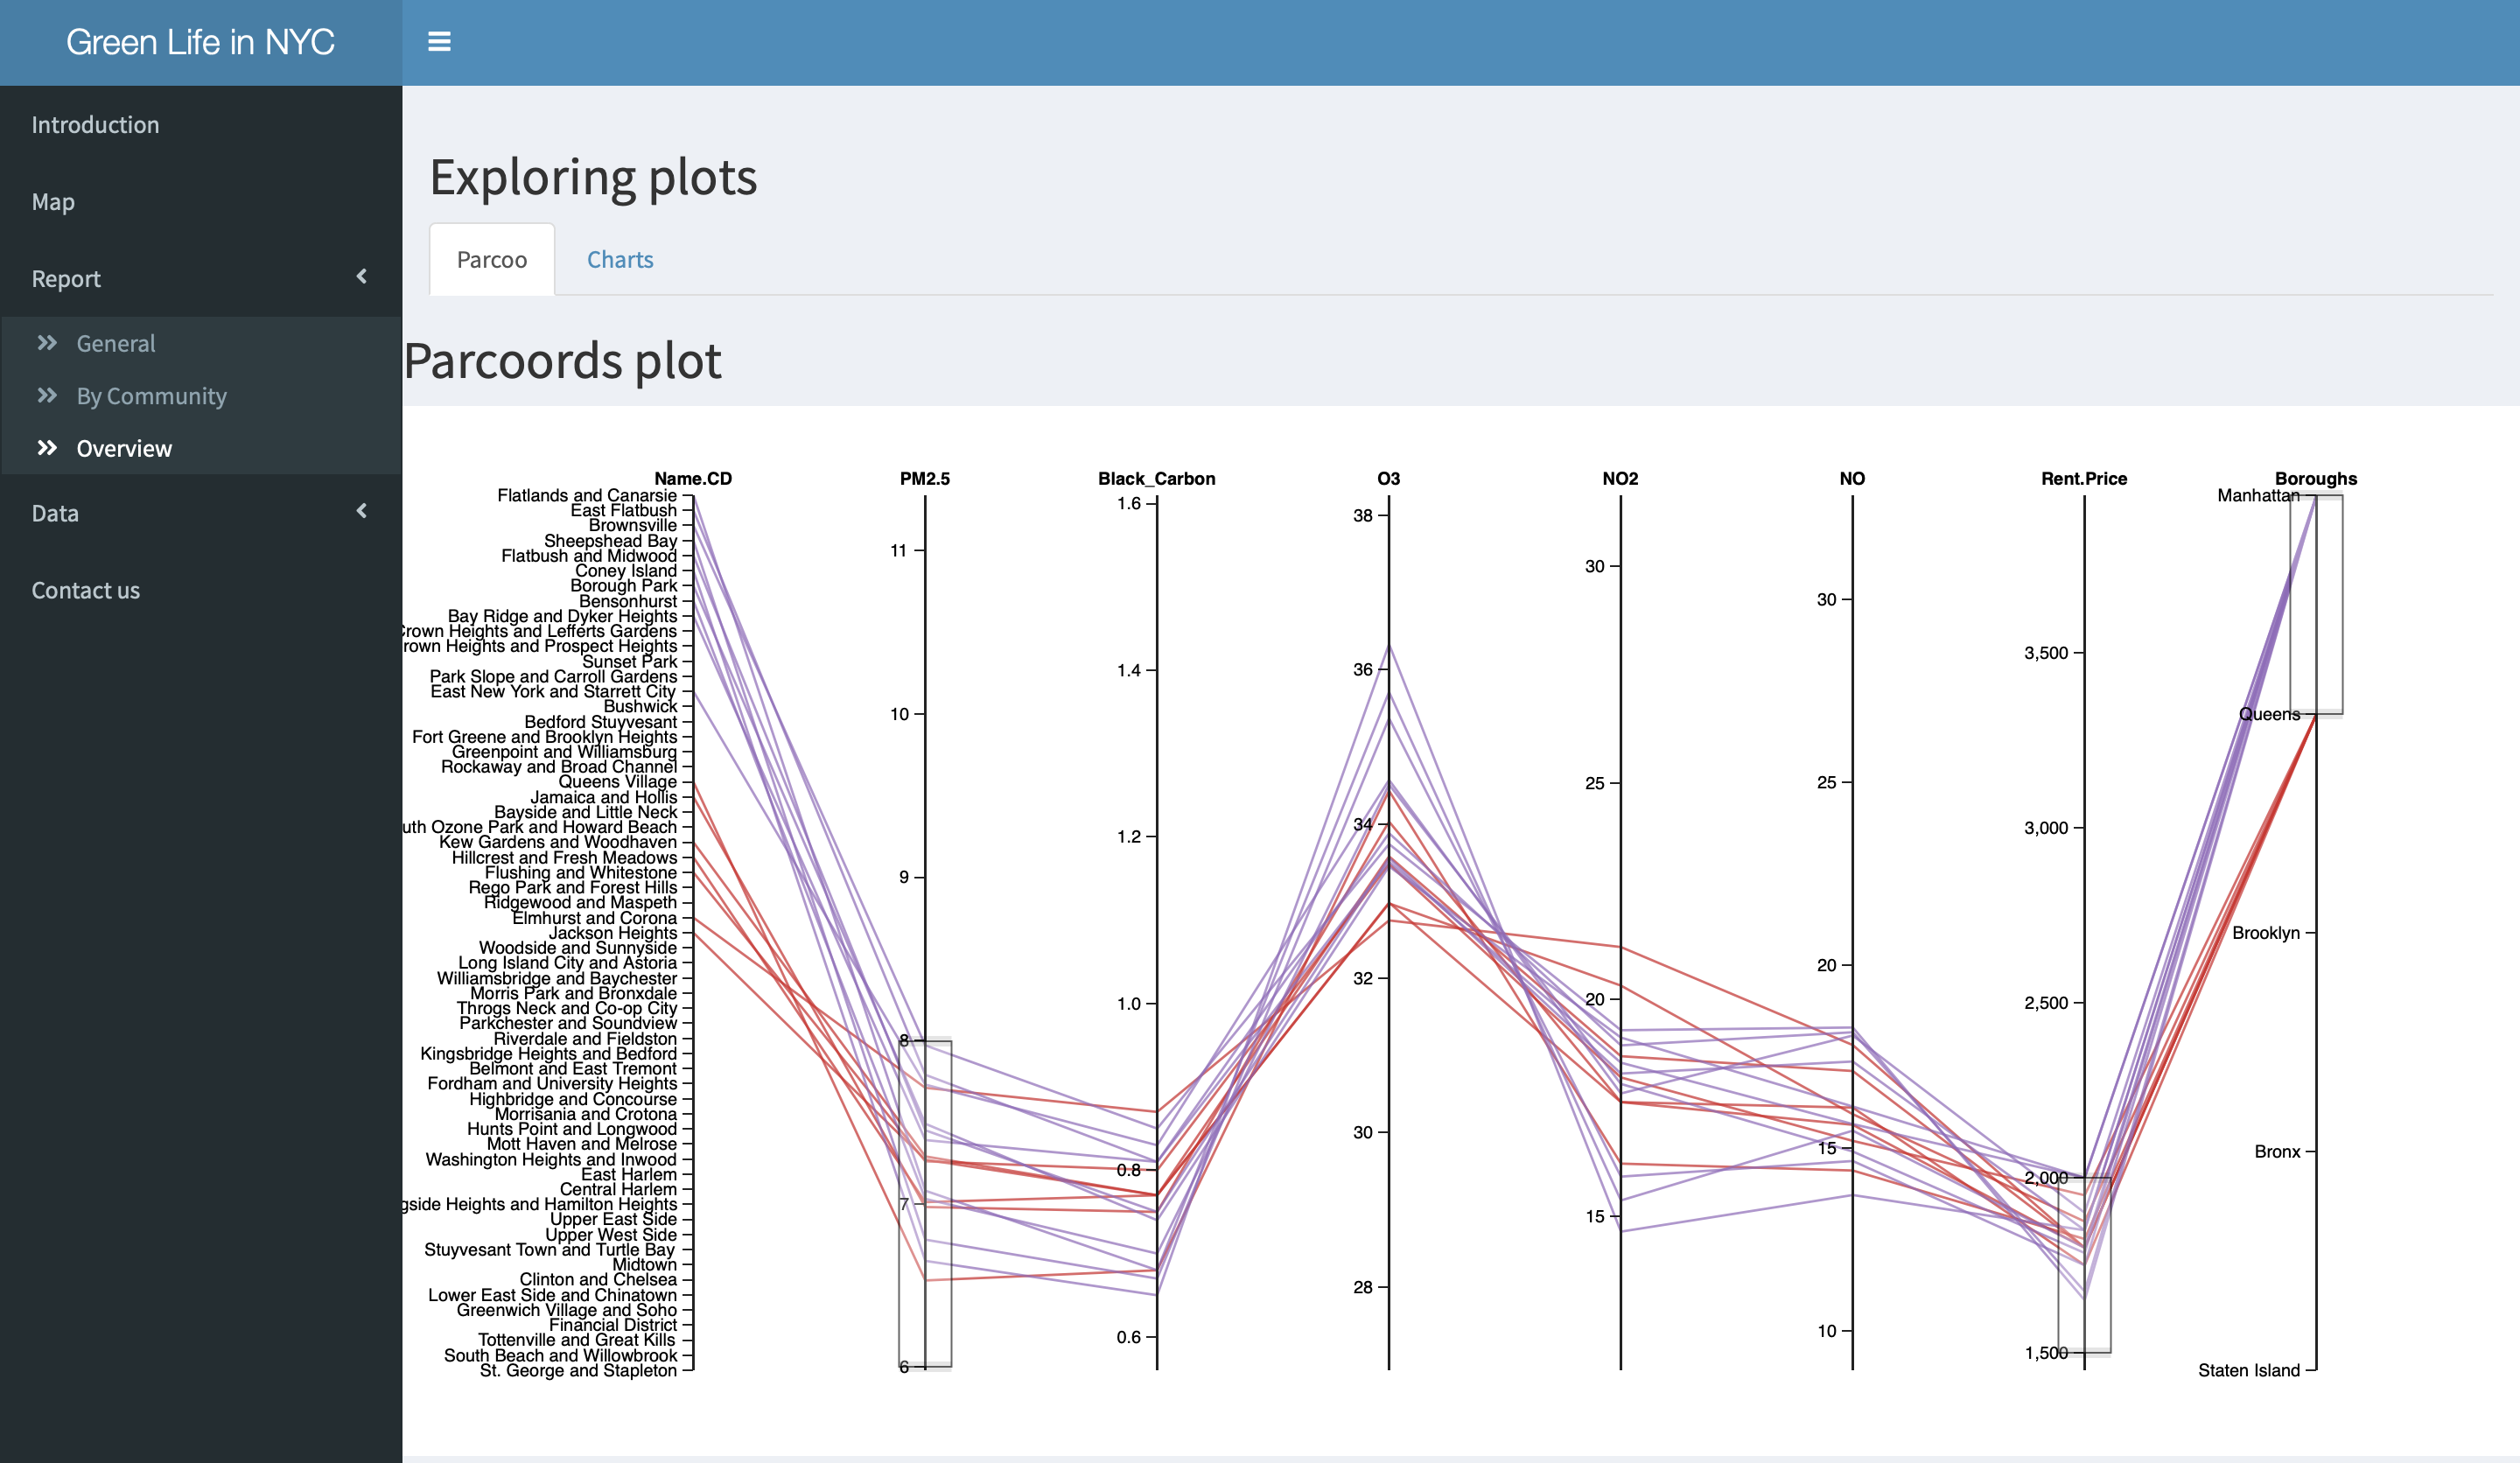 Green Life in NYC
Introduction
Map
Report
General
By Community
Overview
Data
Contact us
Exploring plots
Parcoo
Charts
Parcoords plot
Name.CD
PM2.5
Black_Carbon
O3
NO2
NO
Rent.Price
Boroughs
Flatlands and Canarsie
East Flatbush
Brownsville
Sheepshead Bay
Flatbush and Midwood
Coney Island
Borough Park
Bensonhurst
Bay Ridge and Dyker Heights
Crown Heights and Lefferts Gardens
rown Heights and Prospect Heights
Sunset Park
Park Slope and Carroll Gardens
East New York and Starrett City
Bushwick
Bedford Stuyvesant
Fort Greene and Brooklyn Heights
Greenpoint and Williamsburg
Rockaway and Broad Channel
Queens Village
Jamaica and Hollis
Bayside and Little Neck
uth Ozone Park and Howard Beach
Kew Gardens and Woodhaven
Hillcrest and Fresh Meadows
Flushing and Whitestone
Rego Park and Forest Hills
Ridgewood and Maspeth
Elmhurst and Corona
Jackson Heights
Woodside and Sunnyside
Long Island City and Astoria
Williamsbridge and Baychester
Morris Park and Bronxdale
Throgs Neck and Co-op City
Parkchester and Soundview
Riverdale and Fieldston
Kingsbridge Heights and Bedford
Belmont and East Tremont
Fordham and University Heights
Highbridge and Concourse
Morrisania and Crotona
Hunts Point and Longwood
Mott Haven and Melrose
Washington Heights and Inwood
East Harlem
Central Harlem
gside Heights and Hamilton Heights
Upper East Side
Upper West Side
Stuyvesant Town and Turtle Bay
Midtown
Clinton and Chelsea
Lower East Side and Chinatown
Greenwich Village and Soho
Financial District
Tottenville and Great Kills
South Beach and Willowbrook
St. George and Stapleton
11
10
9
8
7
6
1.6
1.4
1.2
1.0
0.8
0.6
38
36
34
32
30
28
30
25
20
15
30
25
20
15
10
3,500
3,000
2,500
2,000
1,500
Manhattan
Queens
Brooklyn
Bronx
Staten Island